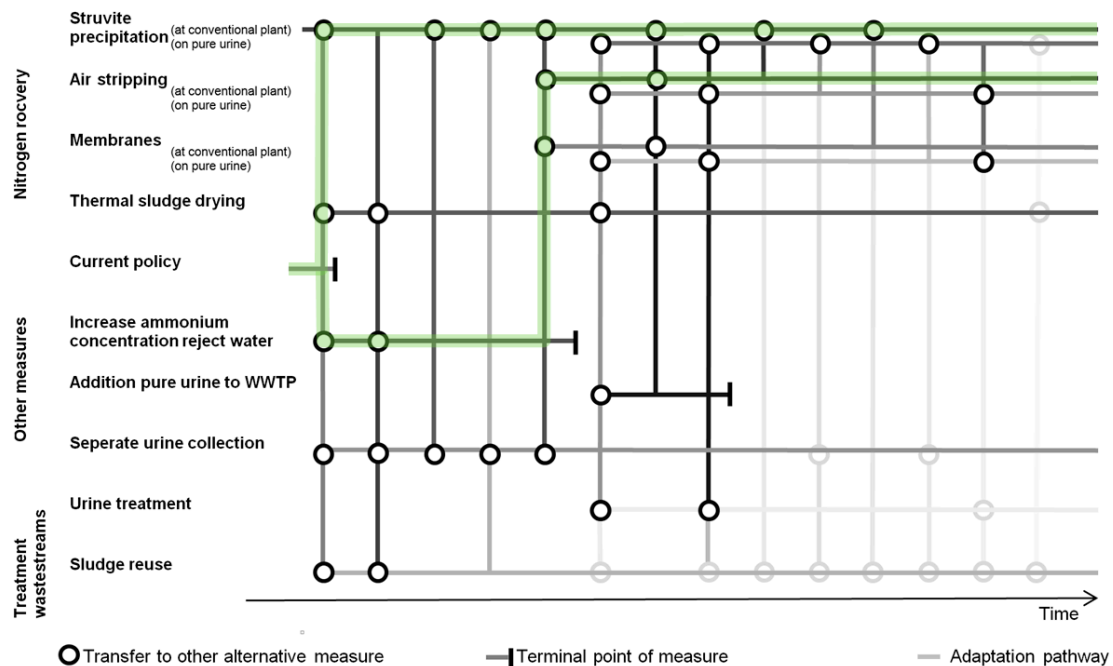 Struvite
precipitation (at conventional plant)
(on pure urine)
Air stripping
(at conventional plant)
(on pure urine)
Membranes
(at conventional plant)
(on pure urine)
Thermal sludge drying
Current policy
Increase ammonium
concentration reject water
Addition pure urine to WWTP
Seperate urine collection
Urine treatment
Sludge reuse
Nitrogen rocvery
Other measures
Treatment
wastestreams
Time
Transfer to other alternative measure
Terminal point of measure
Adaptation pathway